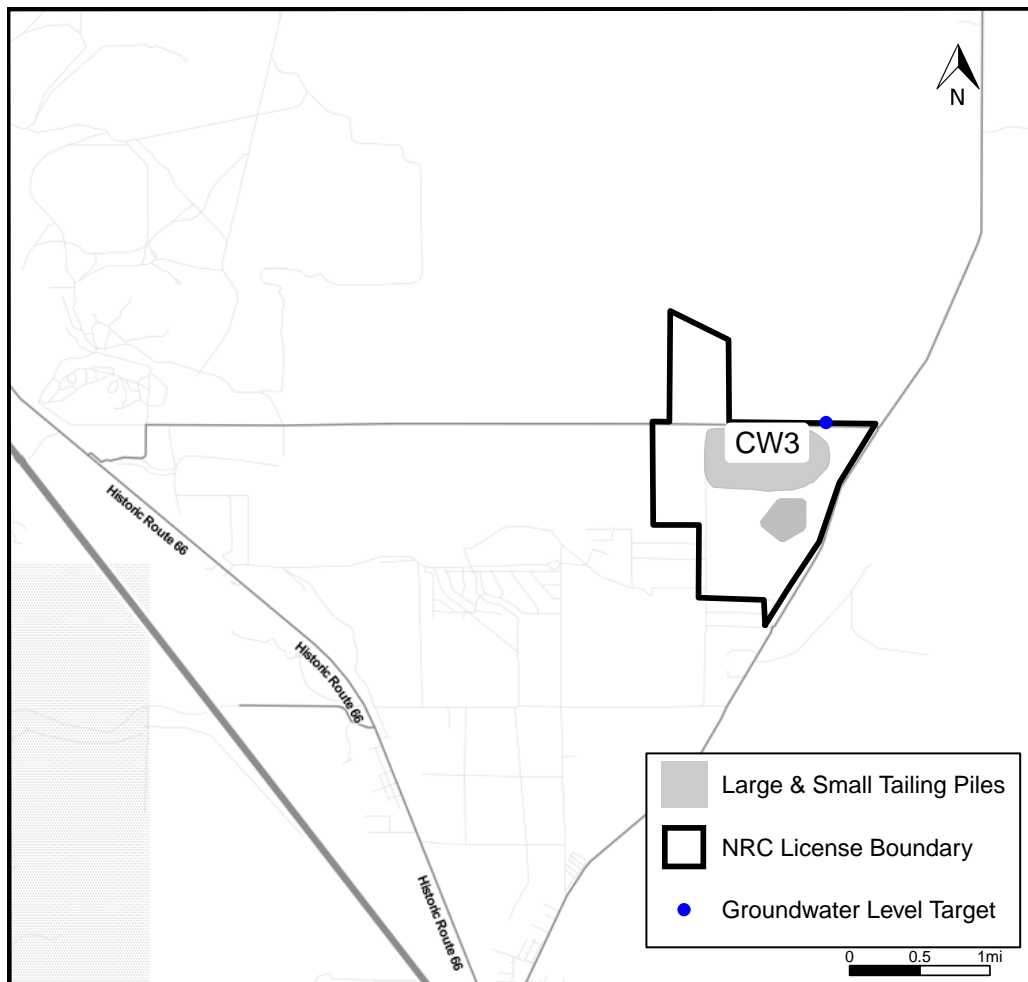 N
CW3
Historic Route 66
Historic Route 66
Historic Route 66
Large & Small Tailing Piles
NRC License Boundary
Groundwater Level Target
0 0.5 1mi